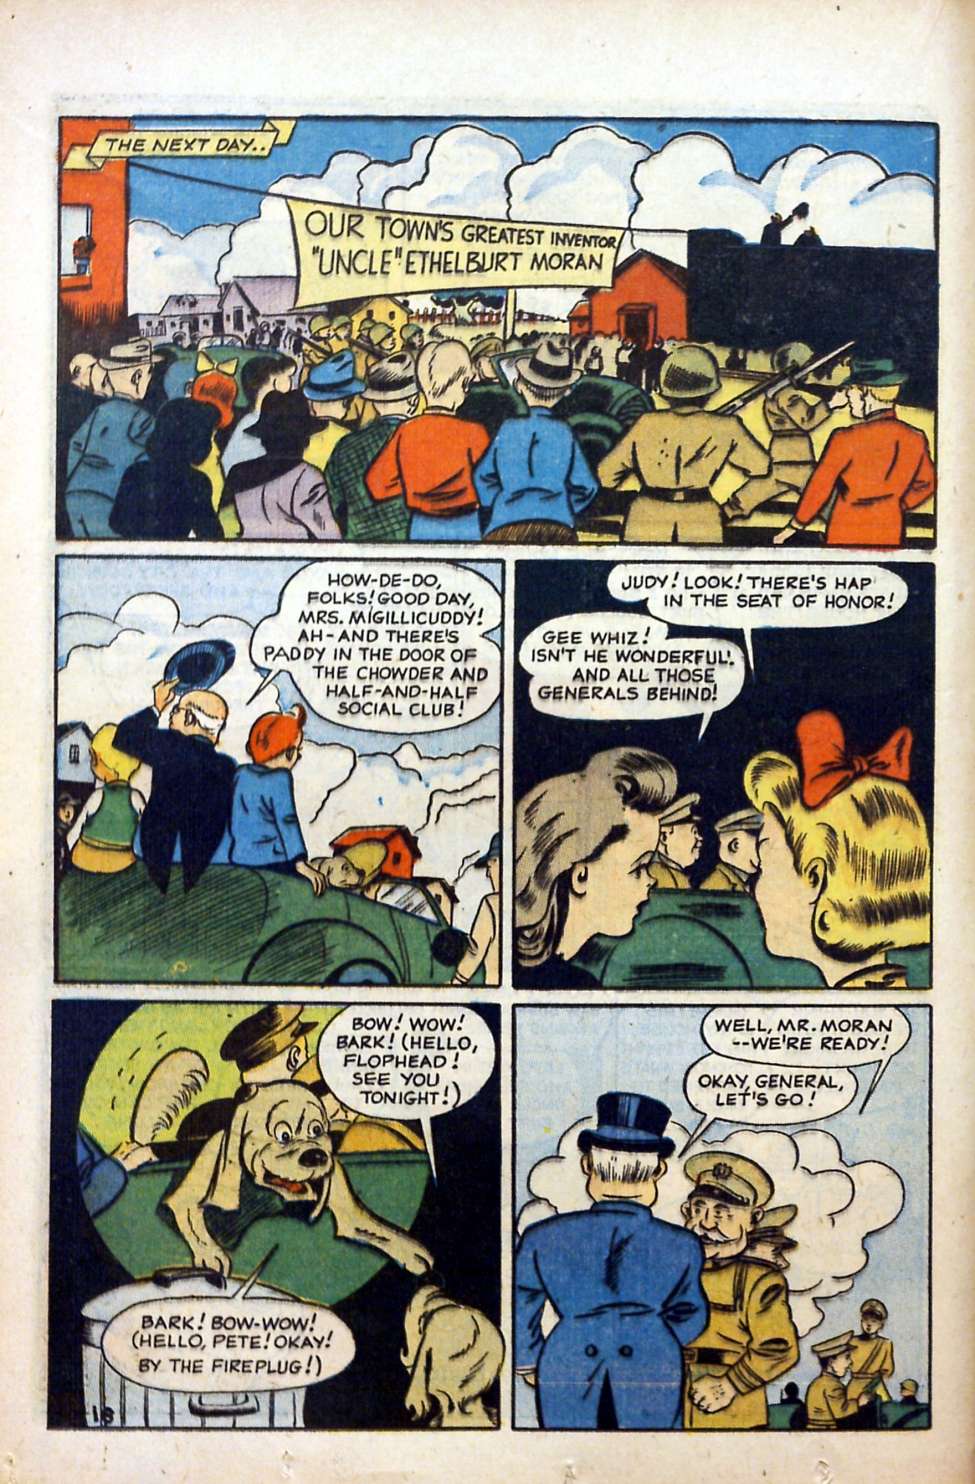 THE NEXT DAY..
OUR TOWN'S GREATEST INVENTOR
"UNCLE" ETHELBURT MORAN
HOW-DE-DO,
FOLKS! GOOD DAY,
MRS. MIGILLICUDDY!
AH-AND THERE'S
PADDY IN THE DOOR OF
THE CHOWDER AND
HALF-AND-HALF
SOCIAL CLUB!
JUDY! LOOK! THERE'S HAP
IN THE SEAT OF HONOR!
GEE WHIZ!
ISN'T HE WONDERFUL!
AND ALL THOSE
GENERALS BEHIND!
BOW! WOW!
BARK! (HELLO,
FLOPHEAD!
SEE YOU
TONIGHT!)
BARK! BOW-WOW!
(HELLO, PETE! OKAY!
BY THE FIREPLUG!)
WELL, MR. MORAN
--WE'RE READY!
OKAY, GENERAL,
LET'S GO!
18